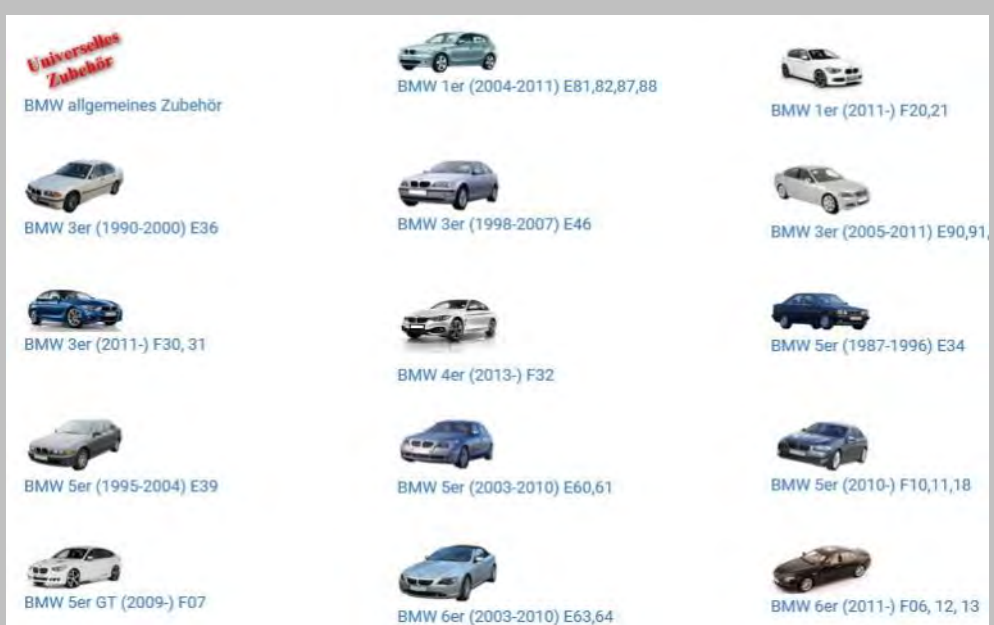 Universelles
Zubehör
BMW allgemeines Zubehör
BMW 1er (2004-2011) E81,82,87,88
BMW 1er (2011-) F20,21
BMW 3er (1990-2000) E36
BMW 3er (1998-2007) E46
BMW 3er (2005-2011) E90,91,
BMW 3er (2011-) F30, 31
BMW 4er (2013-) F32
BMW 5er (1987-1996) E34
BMW 5er (1995-2004) E39
BMW 5er (2003-2010) E60,61
BMW 5er (2010-) F10,11,18
BMW 5er GT (2009-) F07
BMW 6er (2003-2010) E63,64
BMW 6er (2011-) F06, 12, 13